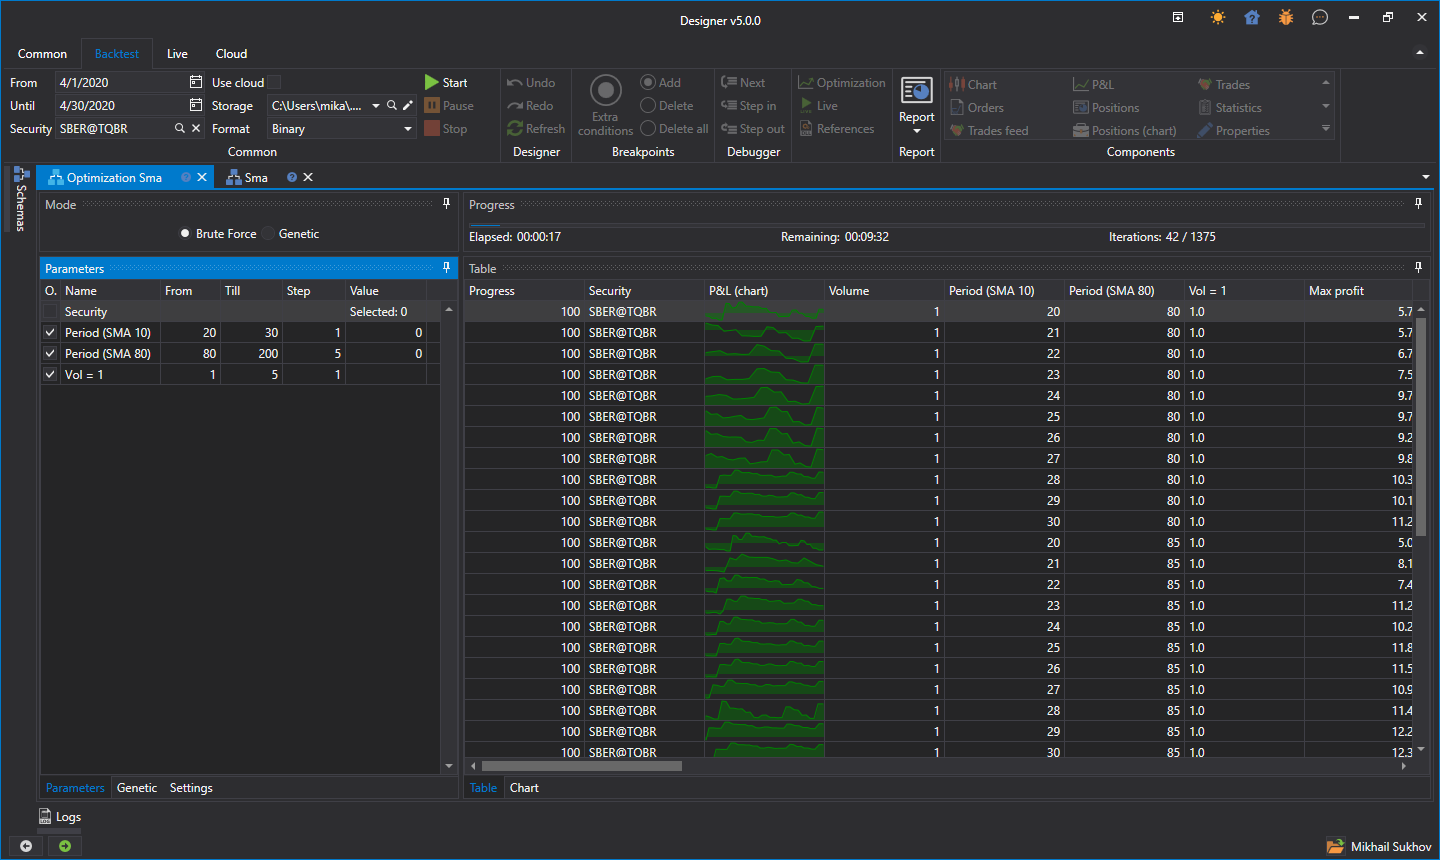 Designer v5.0.0
Common Backtest Live Cloud
From 4/1/2020 Use cloud Start Undo Add Next Optimization Chart P&L Trades
Until 4/30/2020 Storage C:\Users\mika\... Pause Redo Delete Step in Live Orders Positions Statistics
Security SBER@TQBR Format Binary Stop Refresh Extra conditions Delete all Step out References Report Trades feed Positions (chart) Properties
Common Designer Breakpoints Debugger Report Components
Schemas
Optimization Sma Sma
Mode
Brute Force Genetic
Progress
Elapsed: 00:00:17 Remaining: 00:09:32 Iterations: 42 / 1375
Parameters
O. Name From Till Step Value
Security Selected: 0
Period (SMA 10) 20 30 1 0
Period (SMA 80) 80 200 5 0
Vol = 1 1 5 1
Parameters Genetic Settings
Table
Progress Security P&L (chart) Volume Period (SMA 10) Period (SMA 80) Vol = 1 Max profit
100 SBER@TQBR 1 20 80 1.0 5.7
100 SBER@TQBR 1 21 80 1.0 5.7
100 SBER@TQBR 1 22 80 1.0 6.7
100 SBER@TQBR 1 23 80 1.0 7.5
100 SBER@TQBR 1 24 80 1.0 9.7
100 SBER@TQBR 1 25 80 1.0 9.7
100 SBER@TQBR 1 26 80 1.0 9.2
100 SBER@TQBR 1 27 80 1.0 9.8
100 SBER@TQBR 1 28 80 1.0 10.3
100 SBER@TQBR 1 29 80 1.0 10.1
100 SBER@TQBR 1 30 80 1.0 11.2
100 SBER@TQBR 1 20 85 1.0 5.0
100 SBER@TQBR 1 21 85 1.0 8.1
100 SBER@TQBR 1 22 85 1.0 7.4
100 SBER@TQBR 1 23 85 1.0 11.2
100 SBER@TQBR 1 24 85 1.0 10.2
100 SBER@TQBR 1 25 85 1.0 11.8
100 SBER@TQBR 1 26 85 1.0 11.5
100 SBER@TQBR 1 27 85 1.0 10.9
100 SBER@TQBR 1 28 85 1.0 11.4
100 SBER@TQBR 1 29 85 1.0 12.2
100 SBER@TQBR 1 30 85 1.0 12.3
Table Chart
Logs
Mikhail Sukhov